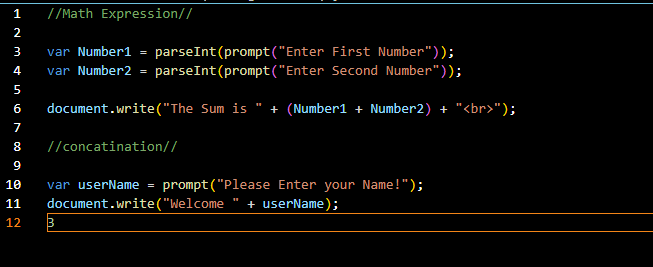 1 //Math Expression//
2
3 var Number1 = parseInt(prompt("Enter First Number"));
4 var Number2 = parseInt(prompt("Enter Second Number"));
5
6 document.write("The Sum is " + (Number1 + Number2) + "<br>");
7
8 //concatination//
9
10 var userName = prompt("Please Enter your Name!");
11 document.write("Welcome " + userName);
12 3